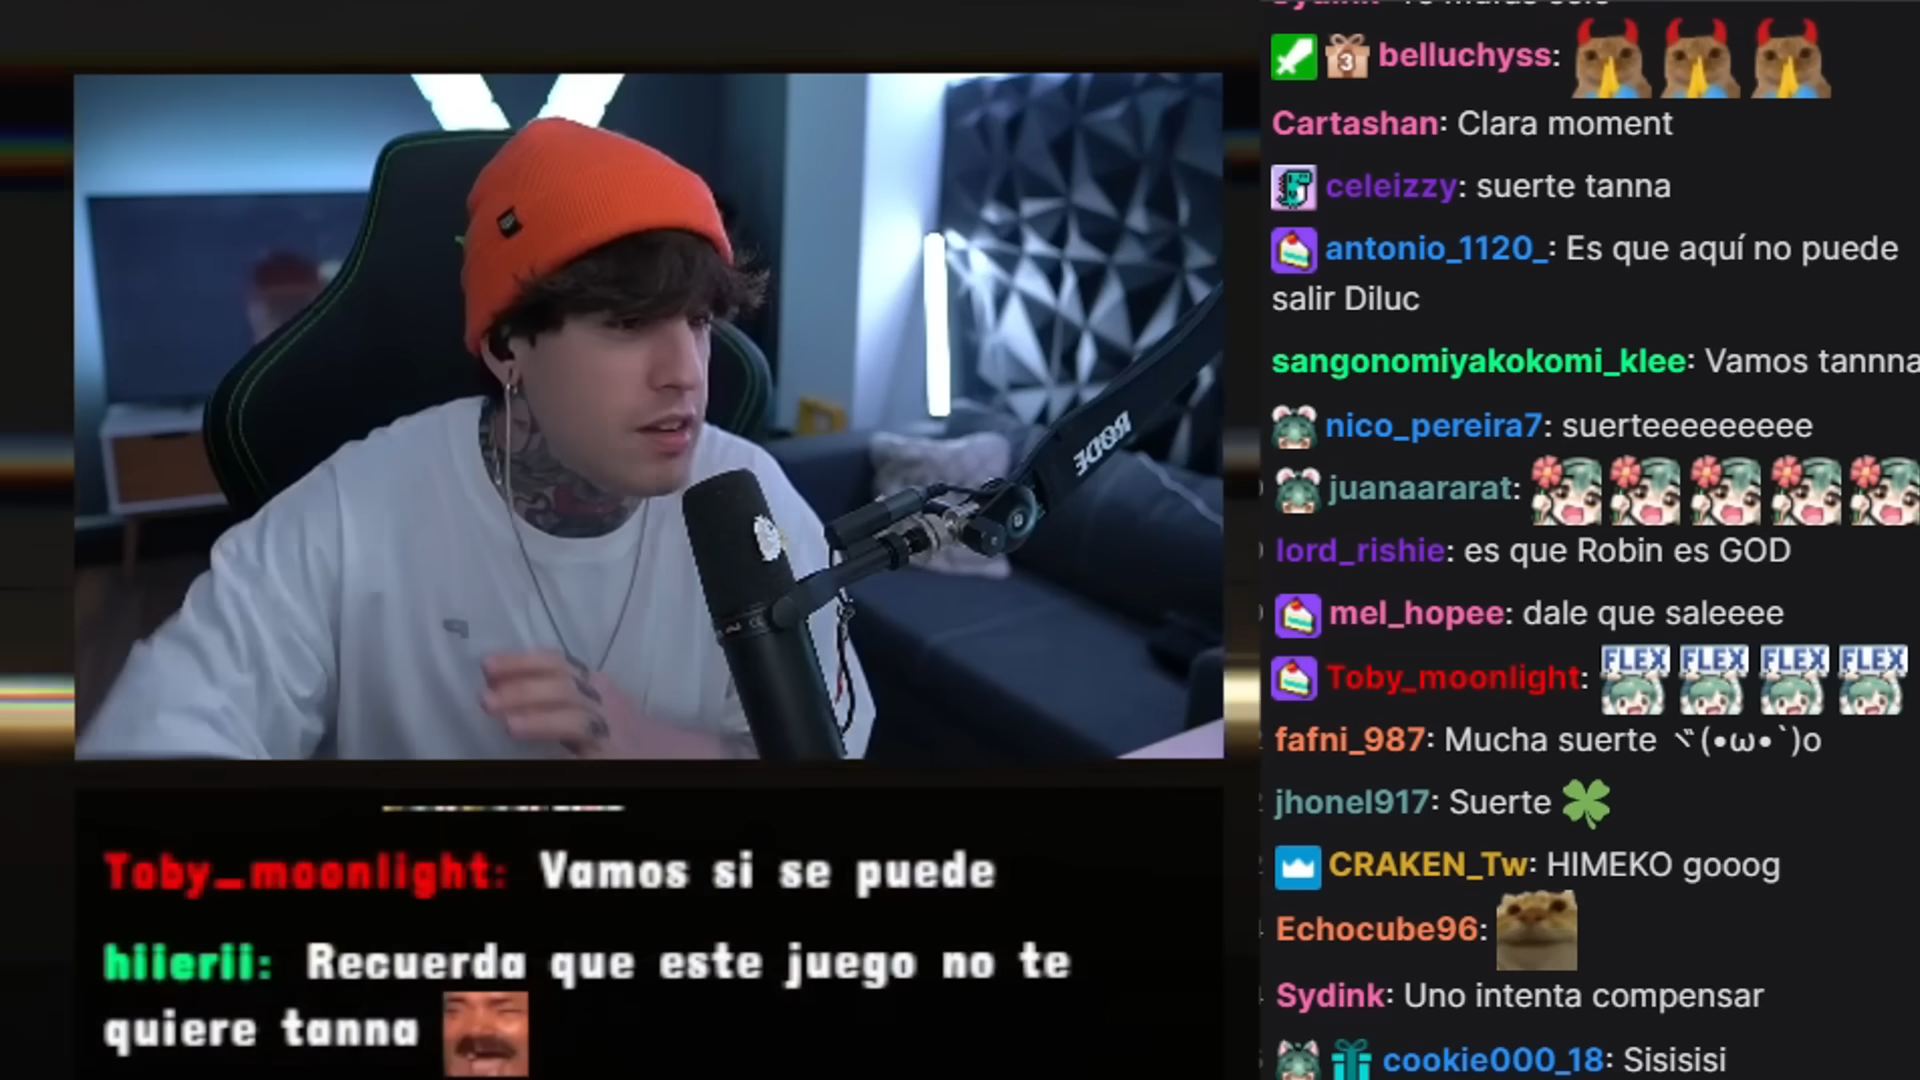 3 belluchyss:
Cartashan: Clara moment
celeizzy: suerte tanna
antonio_1120_: Es que aquí no puede
salir Diluc
sangonomiyakokomi_klee: Vamos tannna
nico_pereira7: suerteeeeeeeee
juanaararat:
lord_rishie: es que Robin es GOD
mel_hopee: dale que saleeee
Toby_moonlight: FLEX FLEX FLEX FLEX
fafni_987: Mucha suerte ヾ(•ω•`)o
jhonel917: Suerte 🍀
CRAKEN_Tw: HIMEKO gooog
Echocube96:
Sydink: Uno intenta compensar
cookie000_18: Sisisisi
RØDE
Toby_moonlight: Vamos si se puede
hiierii: Recuerda que este juego no te
quiere tanna